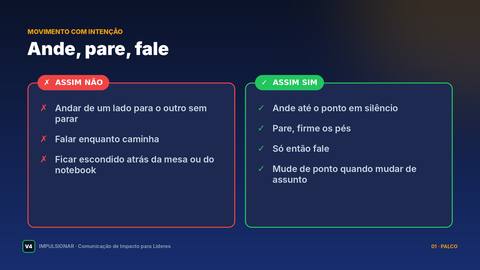 MOVIMENTO COM INTENÇÃO
Ande, pare, fale
✗ ASSIM NÃO
✗ Andar de um lado para o outro sem
parar
✗ Falar enquanto caminha
✗ Ficar escondido atrás da mesa ou do
notebook
✓ ASSIM SIM
✓ Ande até o ponto em silêncio
✓ Pare, firme os pés
✓ Só então fale
✓ Mude de ponto quando mudar de
assunto
V4 IMPULSIONAR · Comunicação de Impacto para Líderes
01 · PALCO